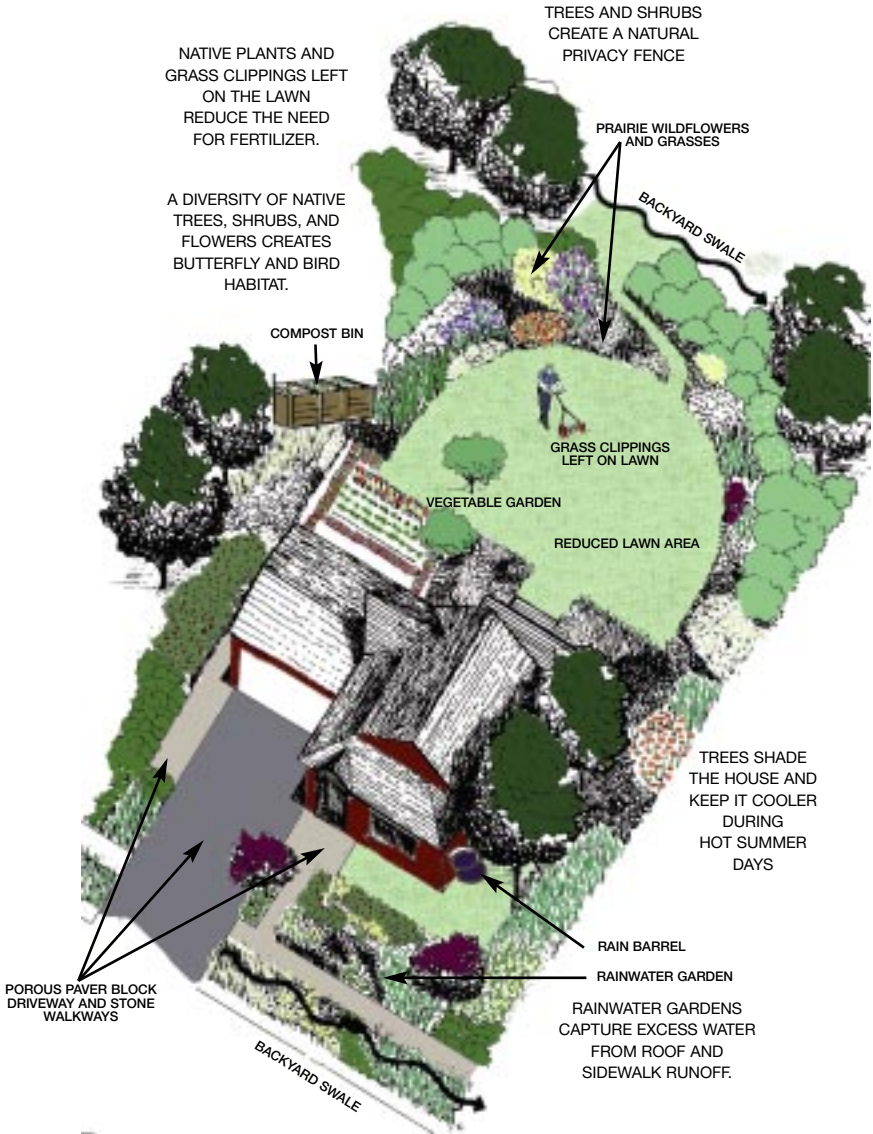 TREES AND SHRUBS
CREATE A NATURAL
PRIVACY FENCE
NATIVE PLANTS AND
GRASS CLIPPINGS LEFT
ON THE LAWN
REDUCE THE NEED
FOR FERTILIZER.
PRAIRIE WILDFLOWERS
AND GRASSES
A DIVERSITY OF NATIVE
TREES, SHRUBS, AND
FLOWERS CREATES
BUTTERFLY AND BIRD
HABITAT.
BACKYARD SWALE
COMPOST BIN
GRASS CLIPPINGS
LEFT ON LAWN
VEGETABLE GARDEN
REDUCED LAWN AREA
TREES SHADE
THE HOUSE AND
KEEP IT COOLER
DURING
HOT SUMMER
DAYS
RAIN BARREL
RAINWATER GARDEN
POROUS PAVER BLOCK
DRIVEWAY AND STONE
WALKWAYS
RAINWATER GARDENS
CAPTURE EXCESS WATER
FROM ROOF AND
SIDEWALK RUNOFF.
BACKYARD SWALE